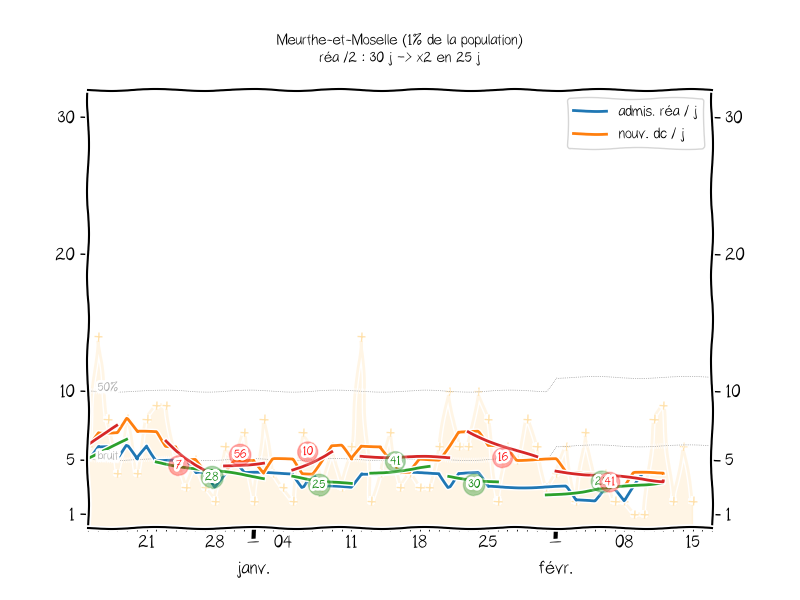 Meurthe-et-Moselle (1% de la population)
réa /2 : 30 j -> x2 en 25 j
admis. réa / j
nouv. dc / j
30 30
20 20
10 10
5 5
1 1
50%
bruit
7 28 56 10 25 41 30 16 41
21 28 04 11 18 25 08 15
janv. févr.